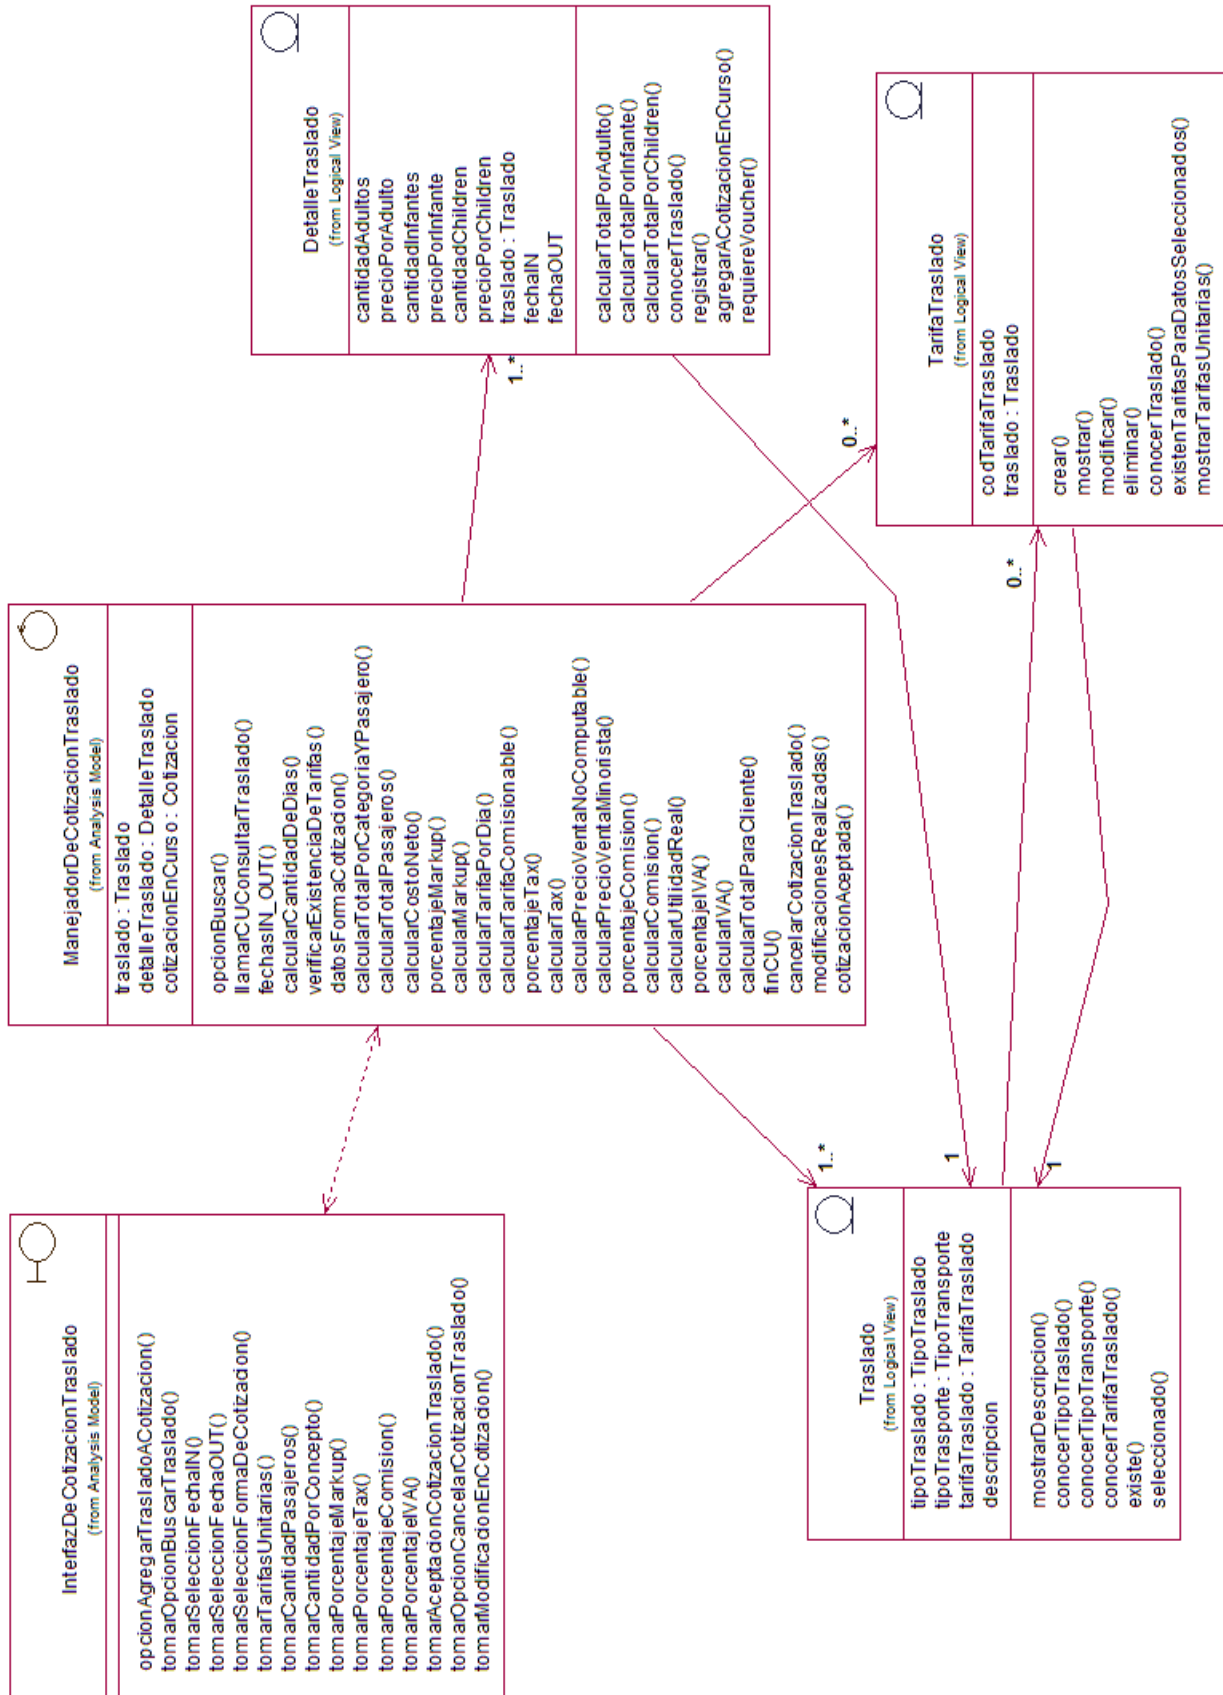 InterfazDeCotizacionTraslado
(from Analysis Model)
opcionAgregarTrasladoACotizacion()
tomarOpcionBuscarTraslado()
tomarSeleccionFechaIN()
tomarSeleccionFechaOUT()
tomarSeleccionFormaDeCotizacion()
tomarTarifasUnitarias()
tomarCantidadPasajeros()
tomarCantidadPorConcepto()
tomarPorcentajeMarkup()
tomarPorcentajeTax()
tomarPorcentajeComision()
tomarPorcentajeIVA()
tomarAceptacionCotizacionTraslado()
tomarOpcionCancelarCotizacionTraslado()
tomarModificacionEnCotizacion()
ManejadorDeCotizacionTraslado
(from Analysis Model)
traslado : Traslado
detalleTraslado : DetalleTraslado
cotizacionEnCurso : Cotizacion
opcionBuscar()
llamarCUConsultarTraslado()
fechasIN_OUT()
calcularCantidadDeDias()
verificarExistenciaDeTarifas()
datosFormaCotizacion()
calcularTotalPorCategoriaYPasajero()
calcularTotalPasajeros()
calcularCostoNeto()
porcentajeMarkup()
calcularMarkup()
calcularTarifaPorDia()
calcularTarifaComisionable()
porcentajeTax()
calcularTax()
calcularPrecioVentaNoComputable()
calcularPrecioVentaMinorista()
porcentajeComision()
calcularComision()
calcularUtilidadReal()
porcentajeIVA()
calcularIVA()
calcularTotalParaCliente()
finCU()
cancelarCotizacionTraslado()
modificacionesRealizadas()
cotizacionAceptada()
DetalleTraslado
(from Logical View)
cantidadAdultos
precioPorAdulto
cantidadInfantes
precioPorInfante
cantidadChildren
precioPorChildren
traslado : Traslado
fechaIN
fechaOUT
calcularTotalPorAdulto()
calcularTotalPorInfante()
calcularTotalPorChildren()
conocerTraslado()
registrar()
agregarACotizacionEnCurso()
requiereVoucher()
1..*
0..*
1..*
1
0..*
1
Traslado
(from Logical View)
tipoTraslado : TipoTraslado
tipoTrasporte : TipoTransporte
tarifaTraslado : TarifaTraslado
descripcion
mostrarDescripcion()
conocerTipoTraslado()
conocerTipoTransporte()
conocerTarifaTraslado()
existe()
seleccionado()
TarifaTraslado
(from Logical View)
codTarifaTraslado
traslado : Traslado
crear()
mostrar()
modificar()
eliminar()
conocerTraslado()
existenTarifasParaDatosSeleccionados()
mostrarTarifasUnitarias()